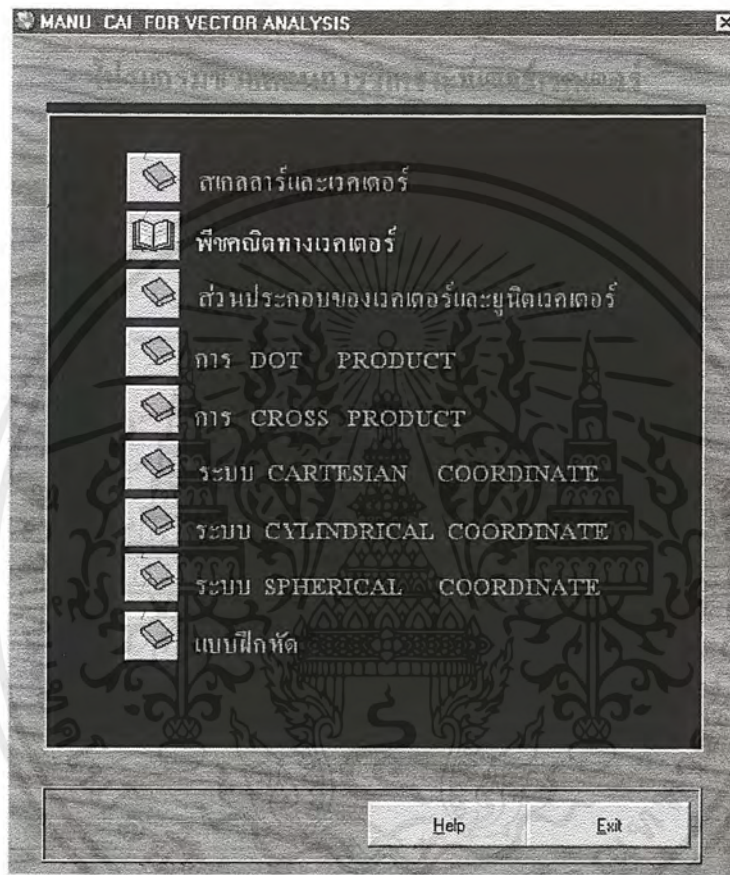 MANU CAI FOR VECTOR ANALYSIS
สเกลลาร์และเวคเตอร์
พีชคณิตทางเวคเตอร์
ส่วนประกอบของเวคเตอร์และยูนิตเวคเตอร์
การ DOT PRODUCT
การ CROSS PRODUCT
ระบบ CARTESIAN COORDINATE
ระบบ CYLINDRICAL COORDINATE
ระบบ SPHERICAL COORDINATE
แบบฝึกหัด
Help
Exit